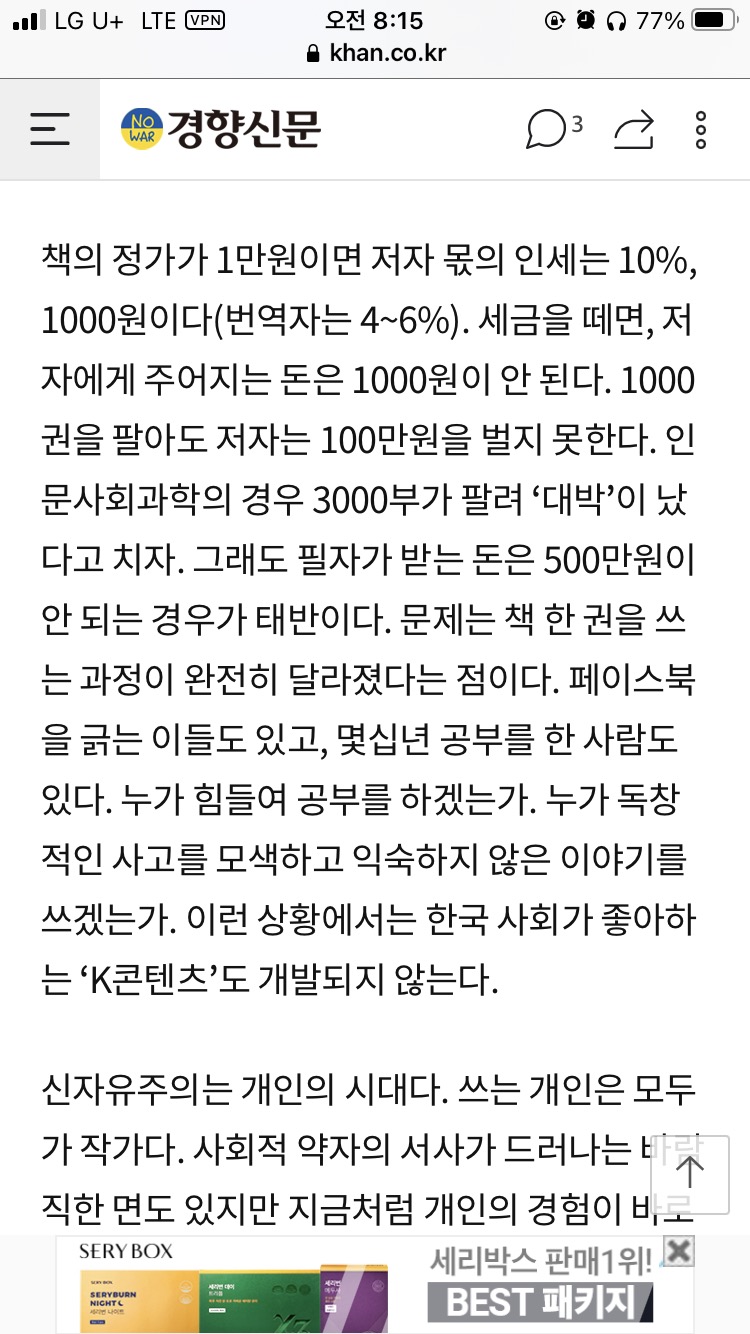 LG U+ LTE VPN 오전 8:15 77%
khan.co.kr
NO WAR 경향신문 3
책의 정가가 1만원이면 저자 몫의 인세는 10%,
1000원이다(번역자는 4~6%). 세금을 떼면, 저
자에게 주어지는 돈은 1000원이 안 된다. 1000
권을 팔아도 저자는 100만원을 벌지 못한다. 인
문사회과학의 경우 3000부가 팔려 ‘대박’이 났
다고 치자. 그래도 필자가 받는 돈은 500만원이
안 되는 경우가 태반이다. 문제는 책 한 권을 쓰
는 과정이 완전히 달라졌다는 점이다. 페이스북
을 긁는 이들도 있고, 몇십년 공부를 한 사람도
있다. 누가 힘들여 공부를 하겠는가. 누가 독창
적인 사고를 모색하고 익숙하지 않은 이야기를
쓰겠는가. 이런 상황에서는 한국 사회가 좋아하
는 ‘K콘텐츠’도 개발되지 않는다.
신자유주의는 개인의 시대다. 쓰는 개인은 모두
가 작가다. 사회적 약자의 서사가 드러나는 바람
직한 면도 있지만 지금처럼 개인의 경험이 바로
SERY BOX
세리박스 판매1위!
BEST 패키지
SERY BOX
SERYBURN
NIGHT
세리번 나이트
세리번 데이